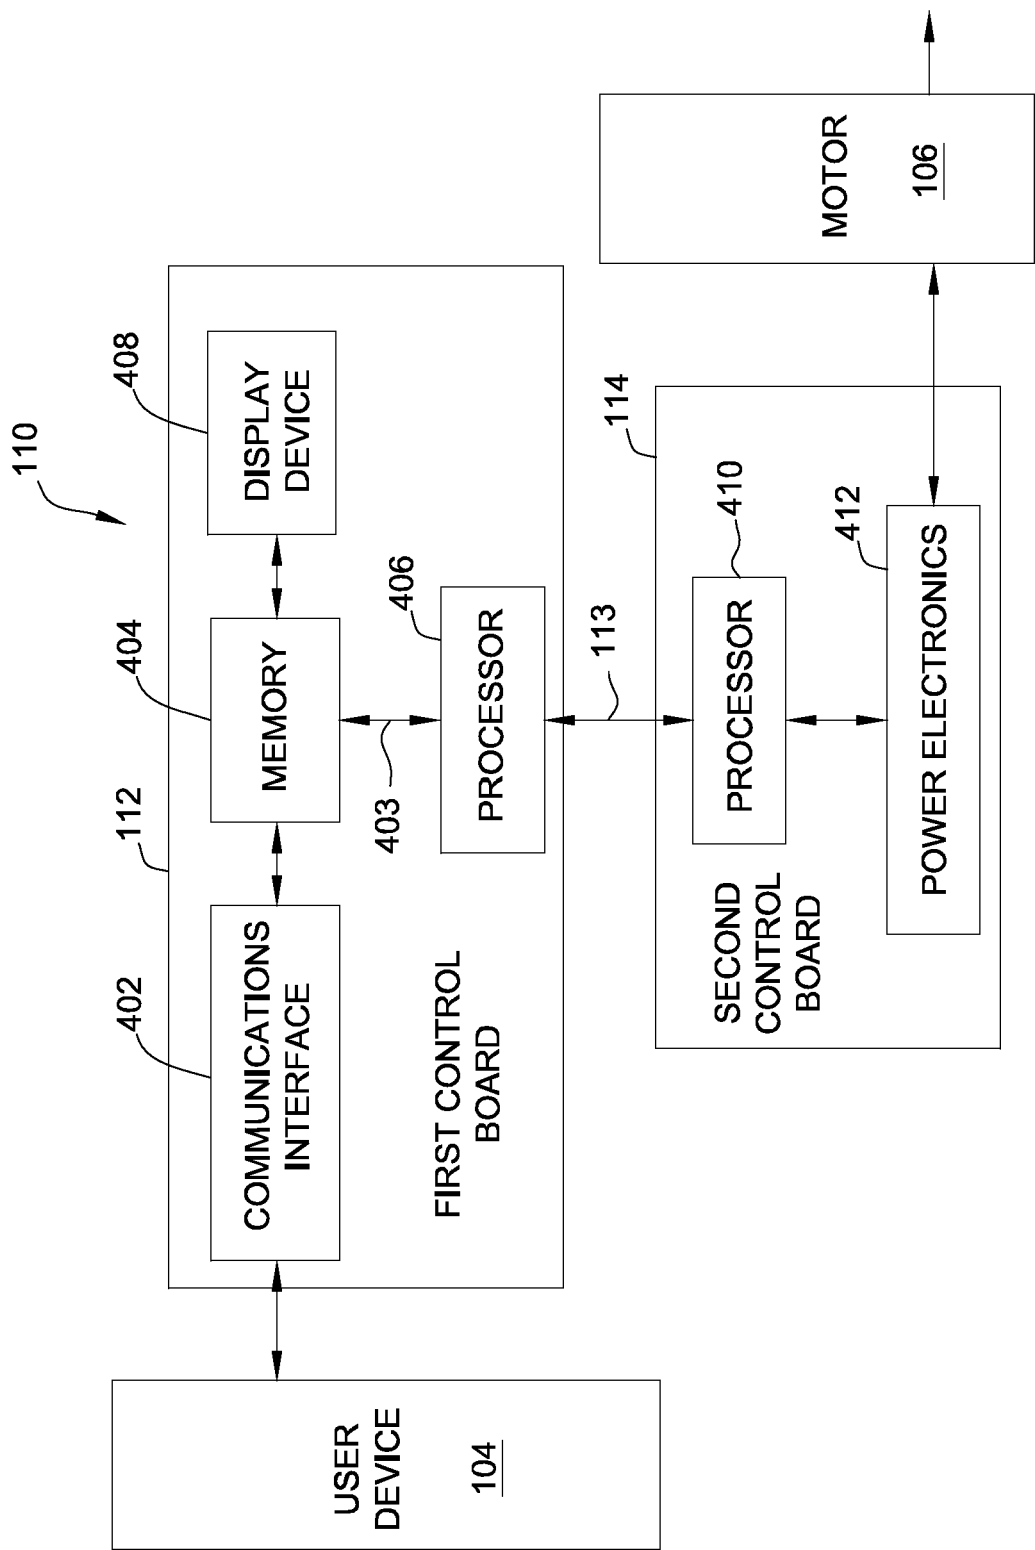 110
112
402
404
408
COMMUNICATIONS
INTERFACE
MEMORY
DISPLAY
DEVICE
USER
DEVICE
104
403
406
PROCESSOR
FIRST CONTROL
BOARD
113
114
410
PROCESSOR
SECOND
CONTROL
BOARD
412
POWER ELECTRONICS
MOTOR
106